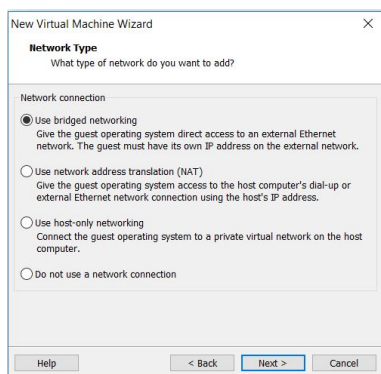 New Virtual Machine Wizard
Network Type
What type of network do you want to add?
Network connection
Use bridged networking
Give the guest operating system direct access to an external Ethernet
network. The guest must have its own IP address on the external network.
Use network address translation (NAT)
Give the guest operating system access to the host computer's dial-up or
external Ethernet network connection using the host's IP address.
Use host-only networking
Connect the guest operating system to a private virtual network on the host
computer.
Do not use a network connection
Help < Back Next > Cancel